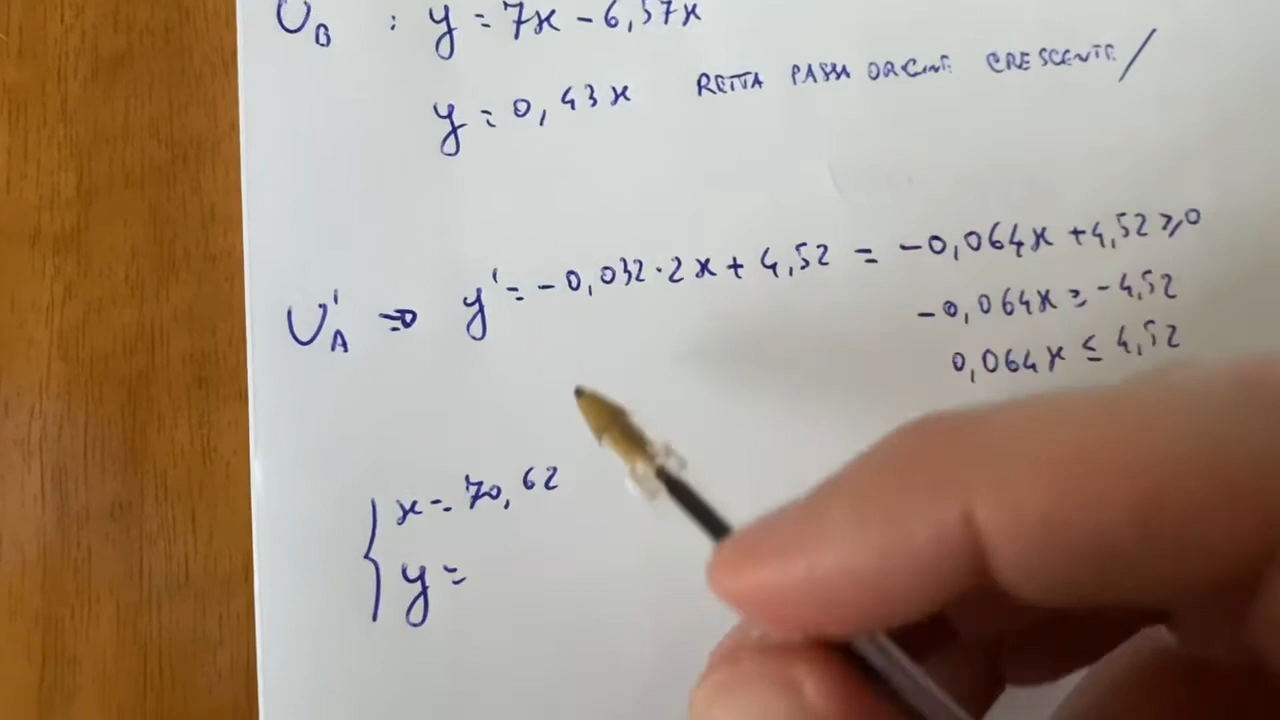 U_B : y = 7x - 6,57x
y = 0,43x RETTA PASSA ORIGINE CRESCENTE /
U'_A => y' = -0,032·2x + 4,52 = -0,064x + 4,52 ≥ 0
-0,064x ≥ -4,52
0,064x ≤ 4,52
{ x = 70,62
y =